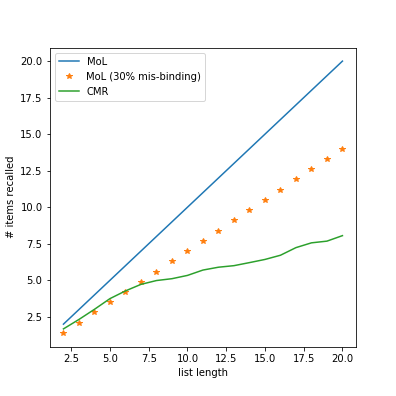 MoL
MoL (30% mis-binding)
CMR
# items recalled
20.0
17.5
15.0
12.5
10.0
7.5
5.0
2.5
2.5 5.0 7.5 10.0 12.5 15.0 17.5 20.0
list length